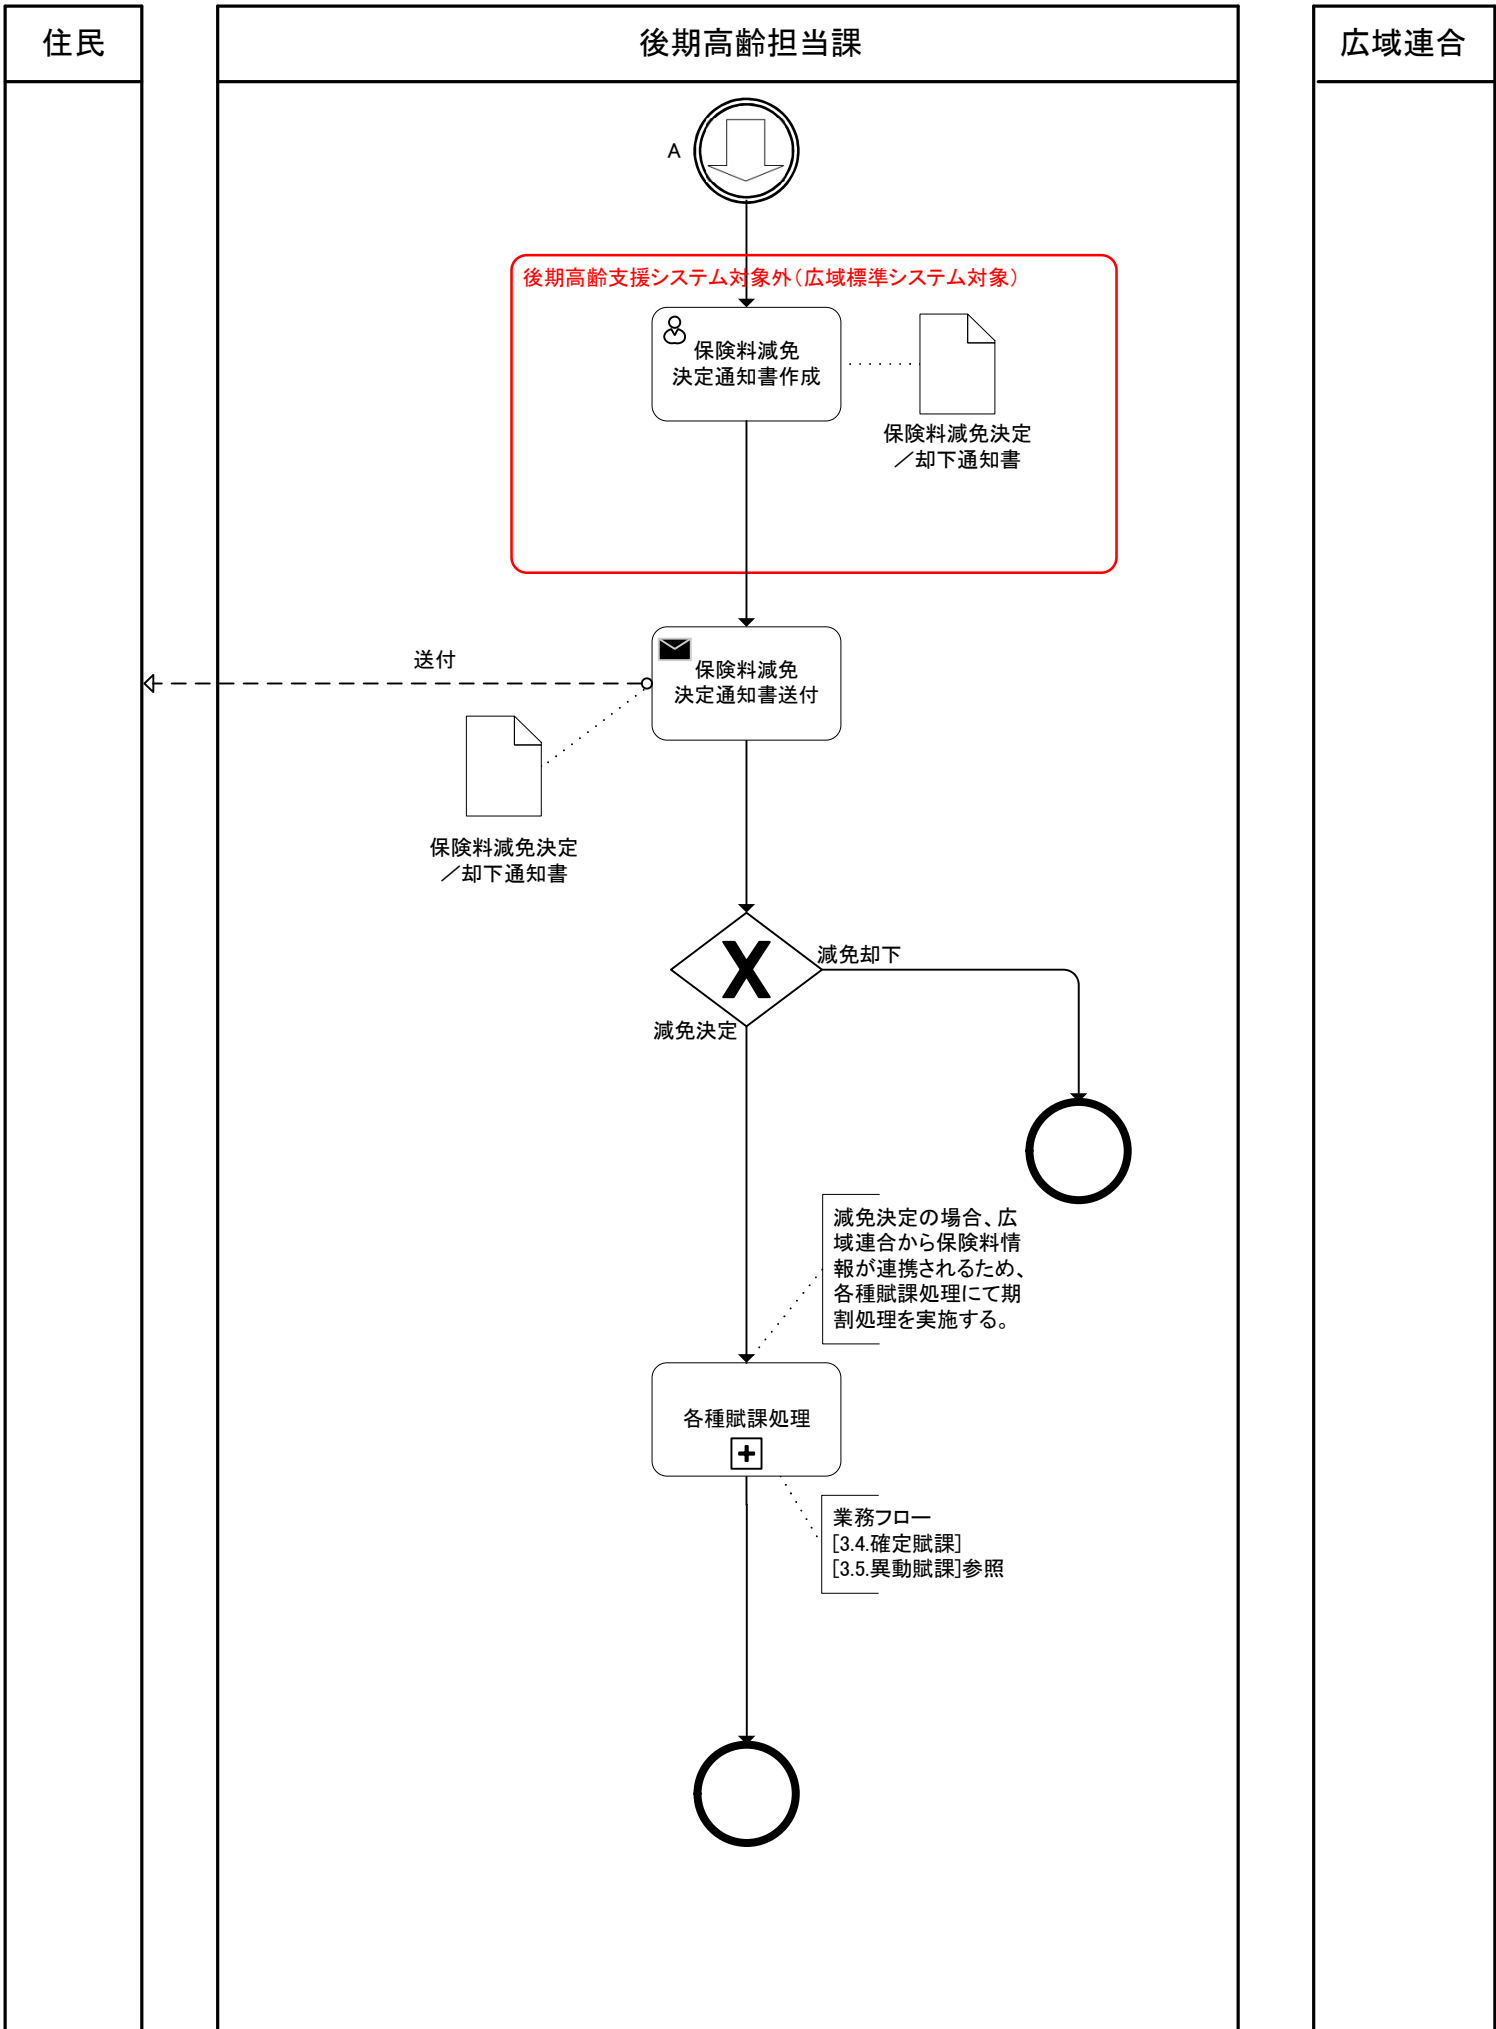 住民
後期高齢担当課
広域連合
A
後期高齢支援システム対象外（広域標準システム対象）
保険料減免
決定通知書作成
保険料減免決定
／却下通知書
送付
保険料減免
決定通知書送付
保険料減免決定
／却下通知書
減免却下
減免決定
減免決定の場合、広
域連合から保険料情
報が連携されるため、
各種賦課処理にて期
割処理を実施する。
各種賦課処理
業務フロー
[3.4.確定賦課]
[3.5.異動賦課]参照